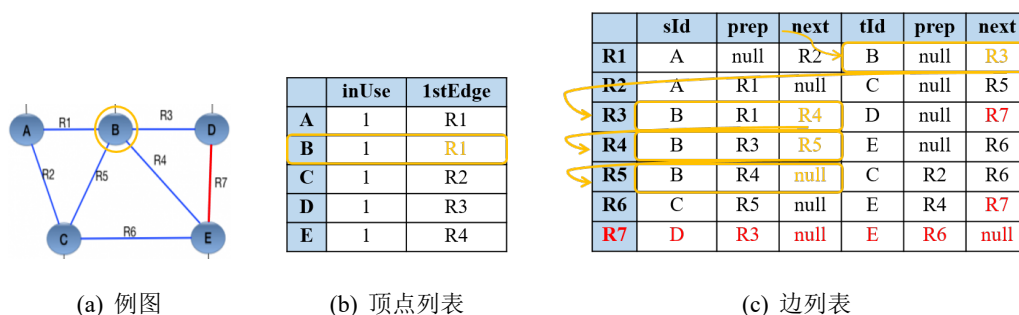 A R1 B R3 D
R2 R5 R4 R7
C R6 E
inUse 1stEdge
A 1 R1
B 1 R1
C 1 R2
D 1 R3
E 1 R4
sId prep next tId prep next
R1 A null R2 B null R3
R2 A R1 null C null R5
R3 B R1 R4 D null R7
R4 B R3 R5 E null R6
R5 B R4 null C R2 R6
R6 C R5 null E R4 R7
R7 D R3 null E R6 null
(a) 例图 (b) 顶点列表 (c) 边列表